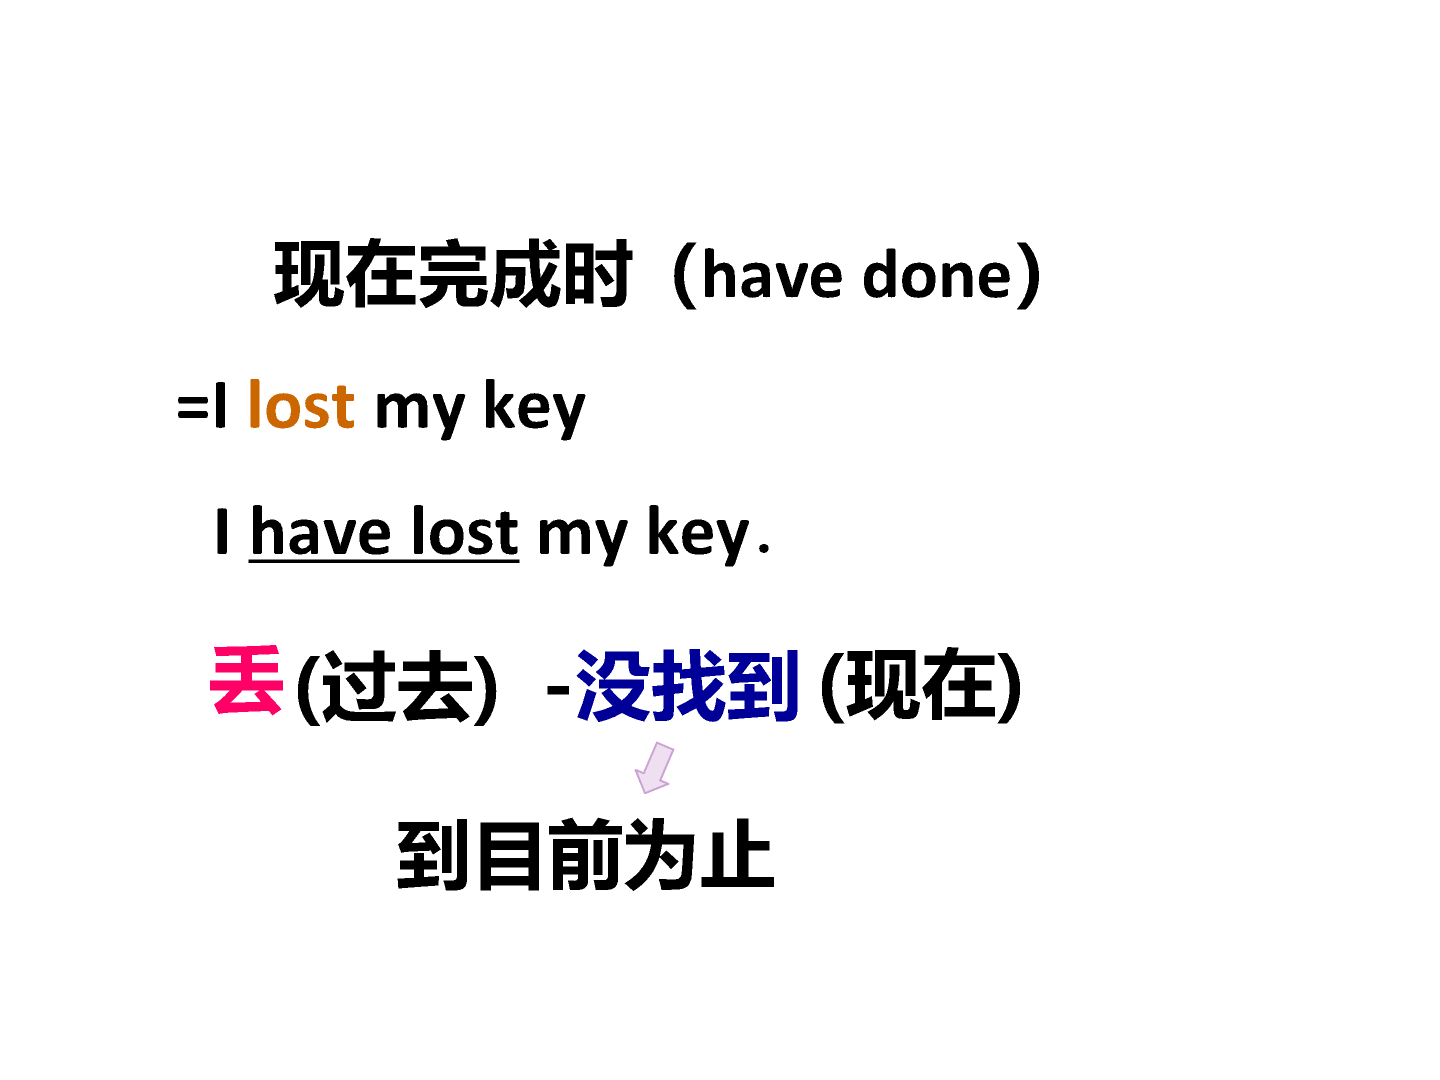 现在完成时（have done）
=I lost my key
I have lost my key.
丢(过去) -没找到(现在)
到目前为止